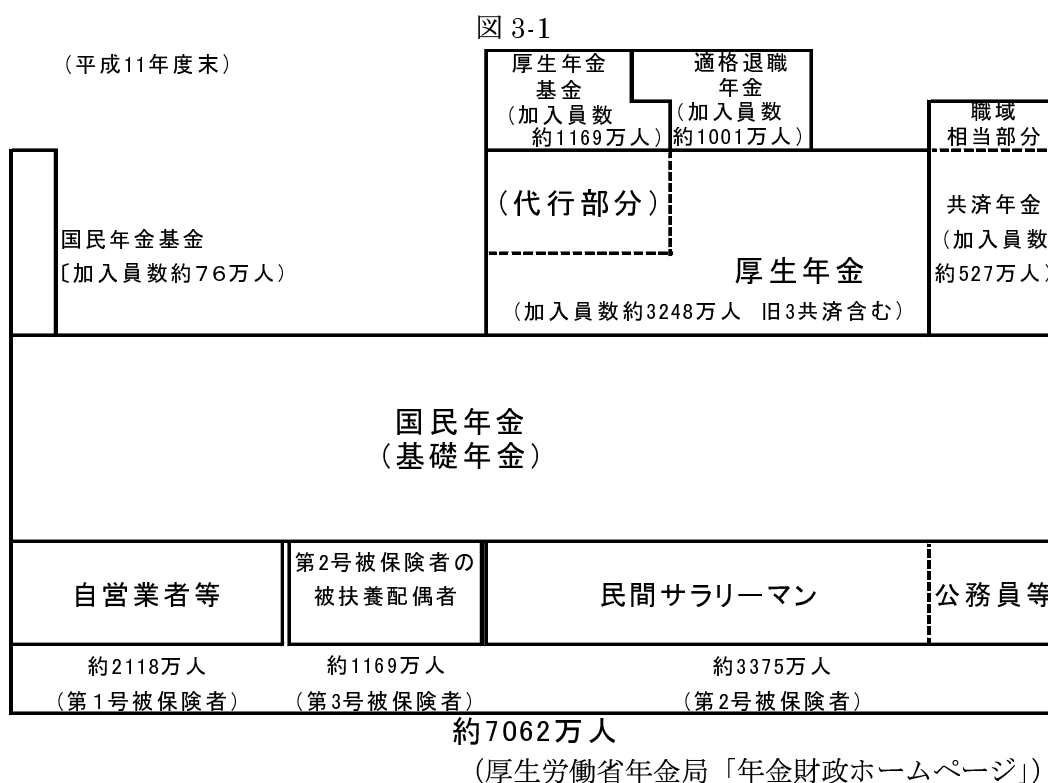 図 3-1
（平成11年度末）
厚生年金
基金
（加入員数
約1169万人）
適格退職
年金
（加入員数
約1001万人）
職域
相当部分
（代行部分）
共済年金
（加入員数
約527万人）
国民年金基金
〔加入員数約７６万人）
厚生年金
（加入員数約3248万人 旧3共済含む）
国民年金
（基礎年金）
自営業者等
第2号被保険者の
被扶養配偶者
民間サラリーマン
公務員等
約2118万人
（第１号被保険者）
約1169万人
（第３号被保険者）
約3375万人
（第２号被保険者）
約7062万人
（厚生労働省年金局「年金財政ホームページ」）